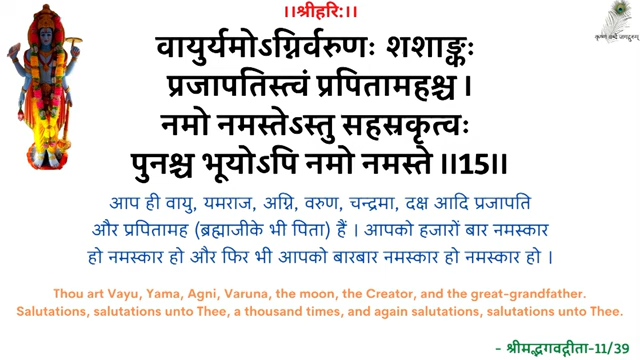 ।।श्रीहरि:।।
कृष्णं वन्दे जगद्गुरुम्
वायुर्यमोऽग्निर्वरुणः शशाङ्कः
प्रजापतिस्त्वं प्रपितामहश्च ।
नमो नमस्तेऽस्तु सहस्रकृत्वः
पुनश्च भूयोऽपि नमो नमस्ते ।।15।।
आप ही वायु, यमराज, अग्नि, वरुण, चन्द्रमा, दक्ष आदि प्रजापति
और प्रपितामह (ब्रह्माजीके भी पिता) हैं । आपको हजारों बार नमस्कार
हो नमस्कार हो और फिर भी आपको बारबार नमस्कार हो नमस्कार हो ।
Thou art Vayu, Yama, Agni, Varuna, the moon, the Creator, and the great-grandfather.
Salutations, salutations unto Thee, a thousand times, and again salutations, salutations unto Thee.
- श्रीमद्भगवद्गीता-11/39